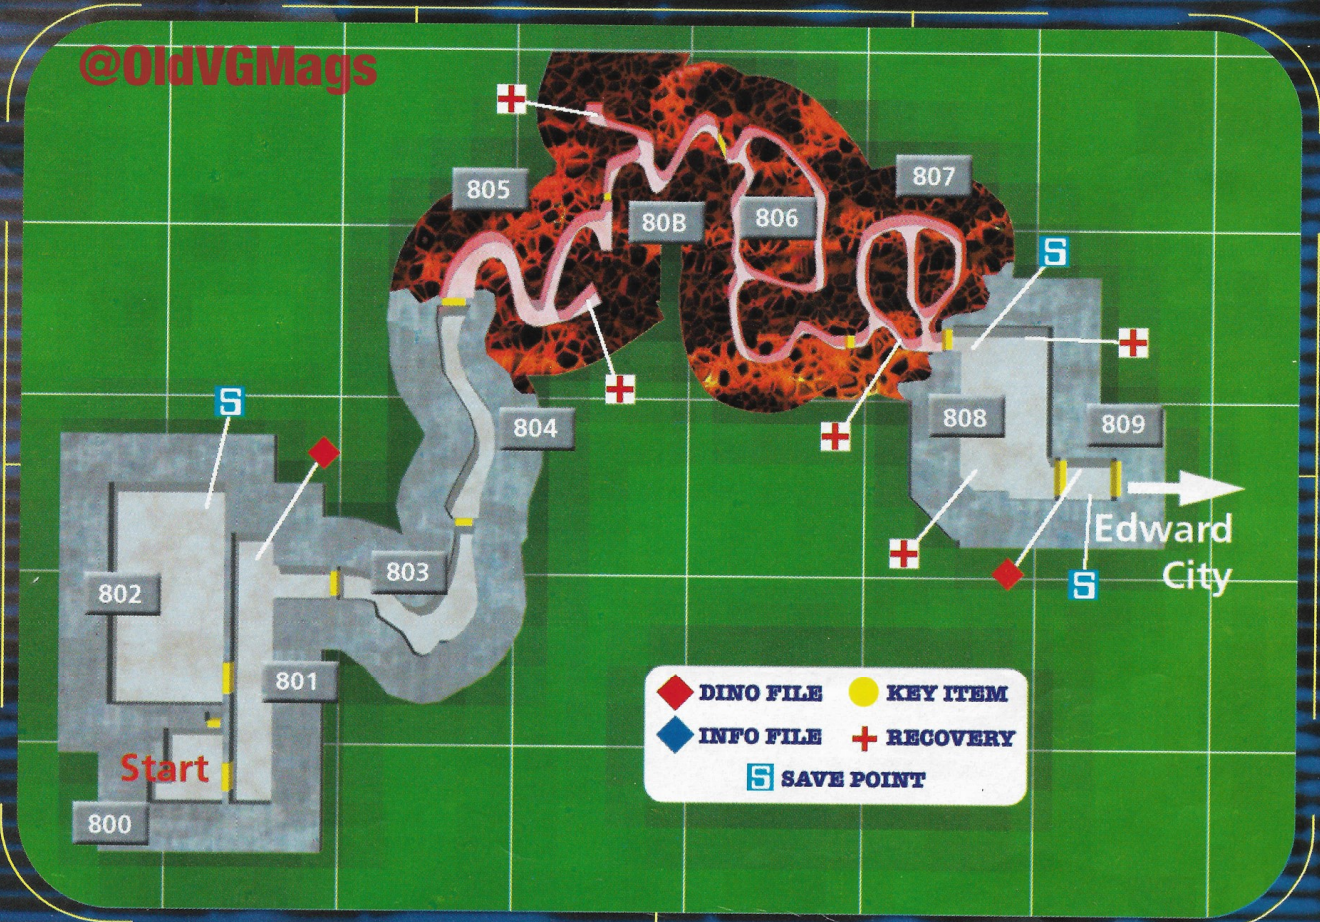 @OldVGMags
805
80B
806
807
S
S
804
808
809
802
803
801
Edward
City
S
Start
800
DINO FILE
KEY ITEM
INFO FILE
RECOVERY
S SAVE POINT